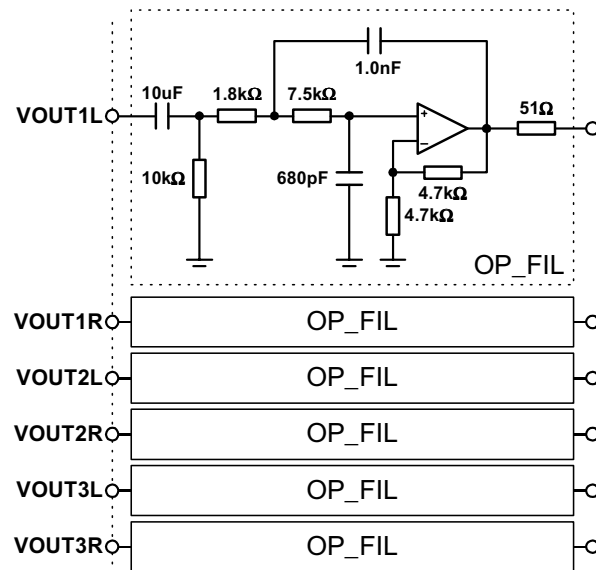 1.0nF
10uF
1.8kΩ
7.5kΩ
VOUT1L
+
51Ω
−
10kΩ
680pF
4.7kΩ
4.7kΩ
OP_FIL
VOUT1R OP_FIL
VOUT2L OP_FIL
VOUT2R OP_FIL
VOUT3L OP_FIL
VOUT3R OP_FIL